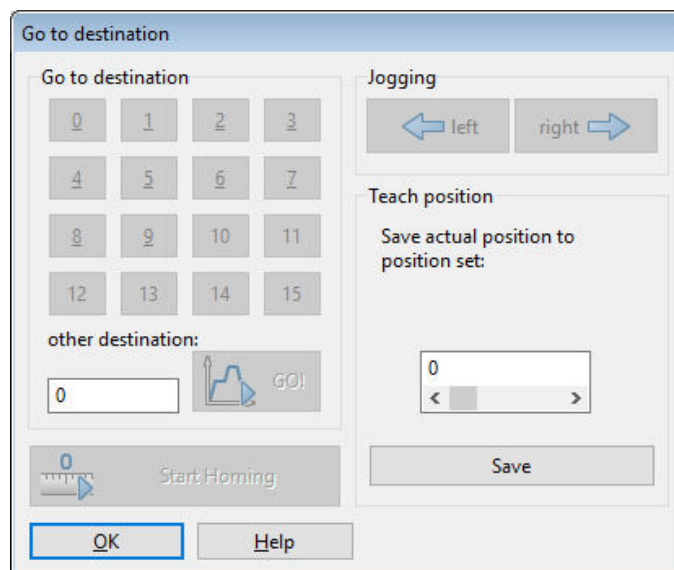 Go to destination
Go to destination
0 1 2 3
4 5 6 7
8 9 10 11
12 13 14 15
other destination:
0
GO!
0
Start Homing
OK
Help
Jogging
left
right
Teach position
Save actual position to
position set:
0
Save